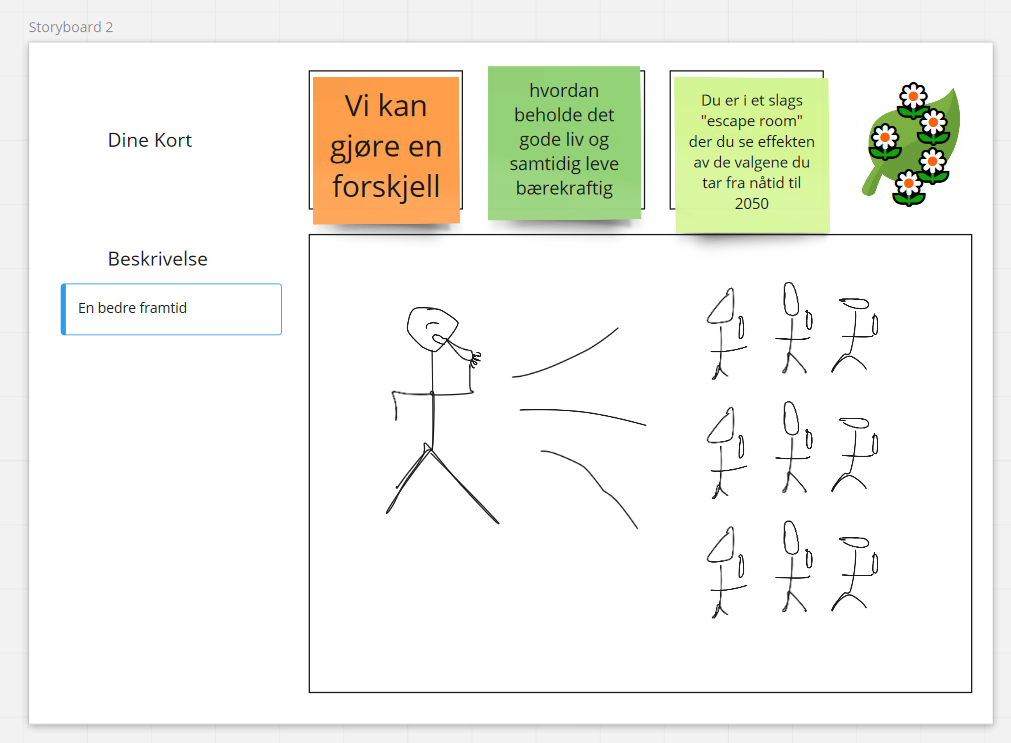 Storyboard 2
Dine Kort
Vi kan
gjøre en
forskjell
hvordan
beholde det
gode liv og
samtidig leve
bærekraftig
Du er i et slags
"escape room"
der du se effekten
av de valgene du
tar fra nåtid til
2050
Beskrivelse
En bedre framtid